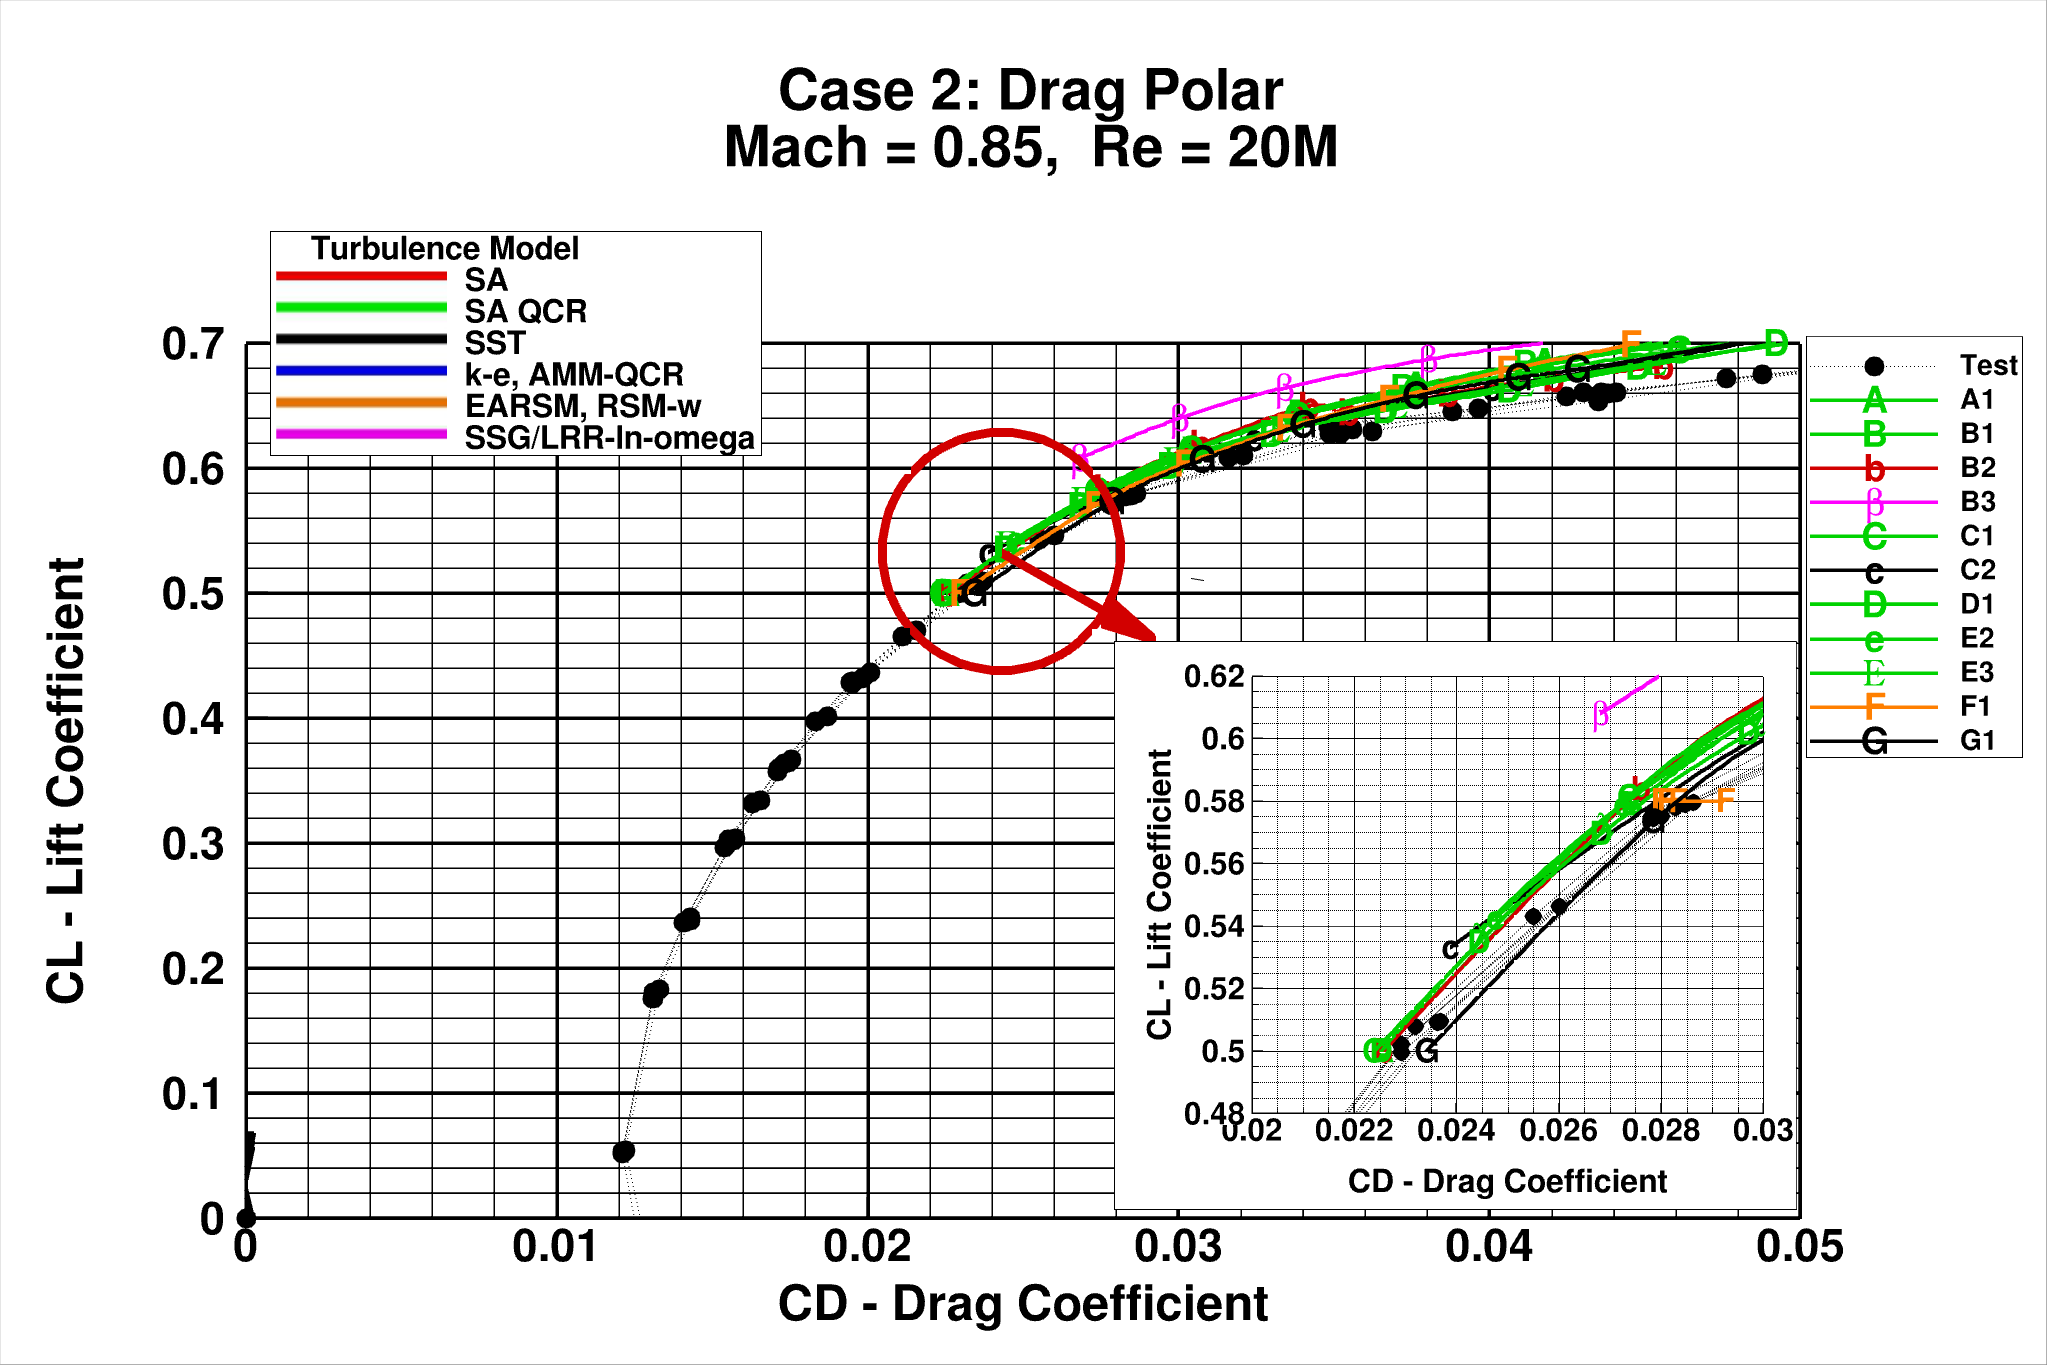 Case 2: Drag Polar
Mach = 0.85, Re = 20M
Turbulence Model
SA
SA QCR
SST
k-e, AMM-QCR
EARSM, RSM-w
SSG/LRR-ln-omega
CL - Lift Coefficient
0.7
0.6
0.5
0.4
0.3
0.2
0.1
0
0 0.01 0.02 0.03 0.04 0.05
CD - Drag Coefficient
Test
A A1
B B1
b B2
β B3
C C1
c C2
D D1
e E2
E E3
F F1
G G1
CL - Lift Coefficient
0.62
0.6
0.58
0.56
0.54
0.52
0.5
0.48
0.02 0.022 0.024 0.026 0.028 0.03
CD - Drag Coefficient